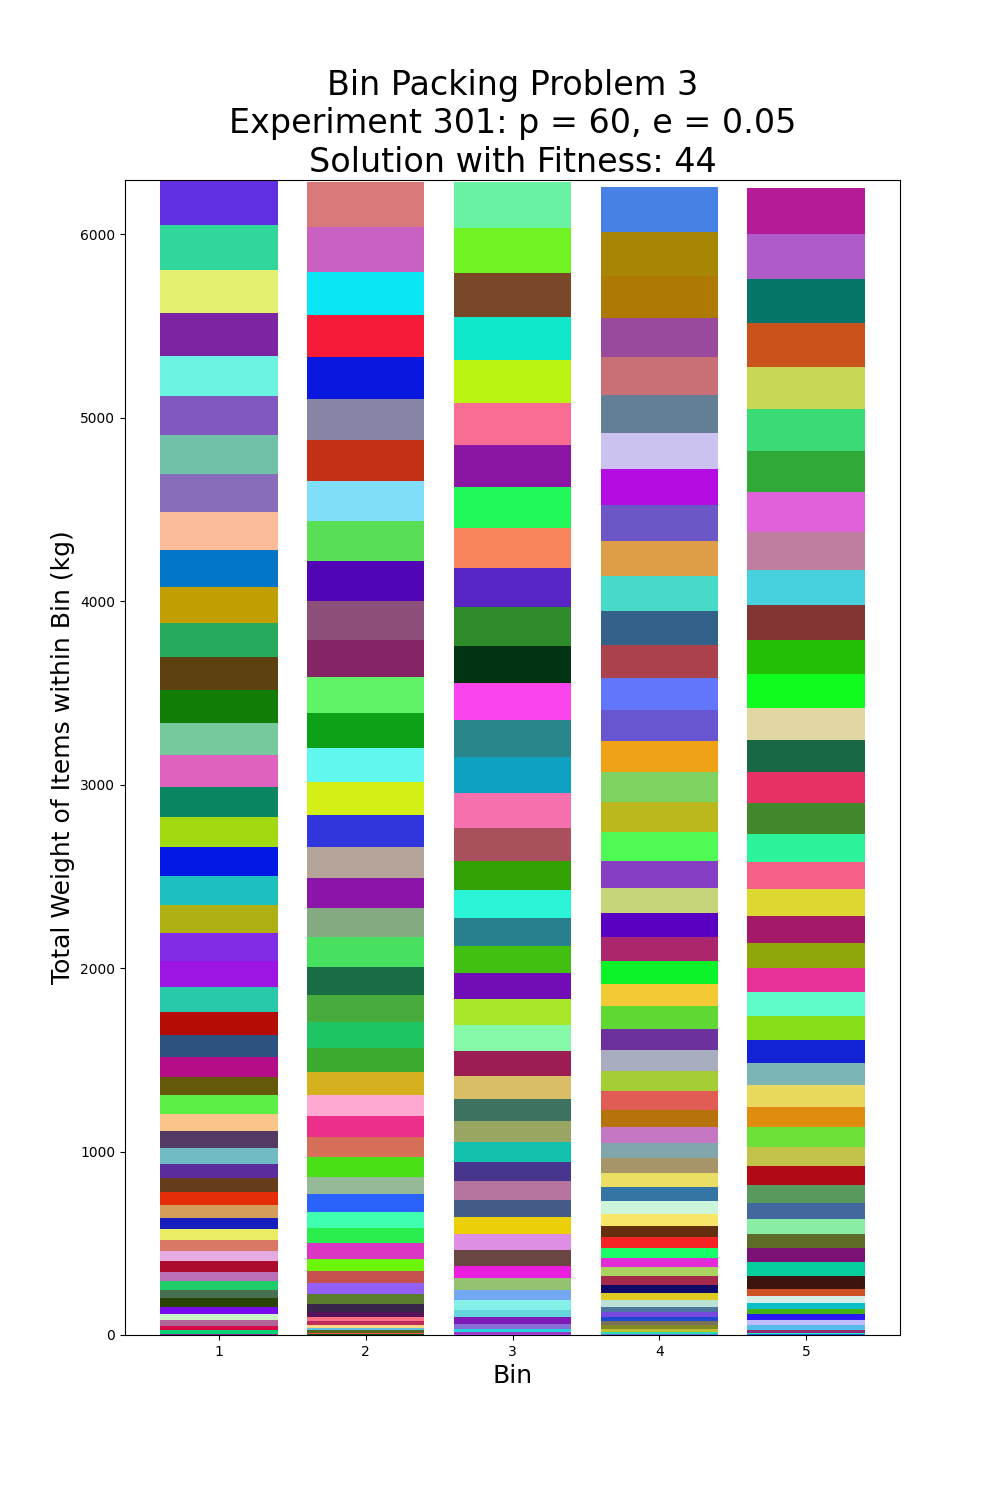 Bin Packing Problem 3
Experiment 301: p = 60, e = 0.05
Solution with Fitness: 44
6000
5000
4000
3000
2000
1000
0
Total Weight of Items within Bin (kg)
1 2 3 4 5
Bin